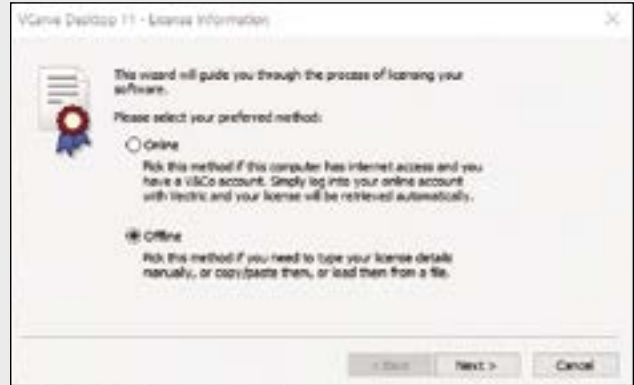 VCarve Desktop 11 - License Information
This wizard will guide you through the process of licensing your
software.
Please select your preferred method:
Online
Pick this method if this computer has internet access and you
have a V&Co account. Simply log into your online account
with Vectric and your license will be retrieved automatically.
Offline
Pick this method if you need to type your license details
manually, or copy/paste them, or load them from a file.
< Back
Next >
Cancel